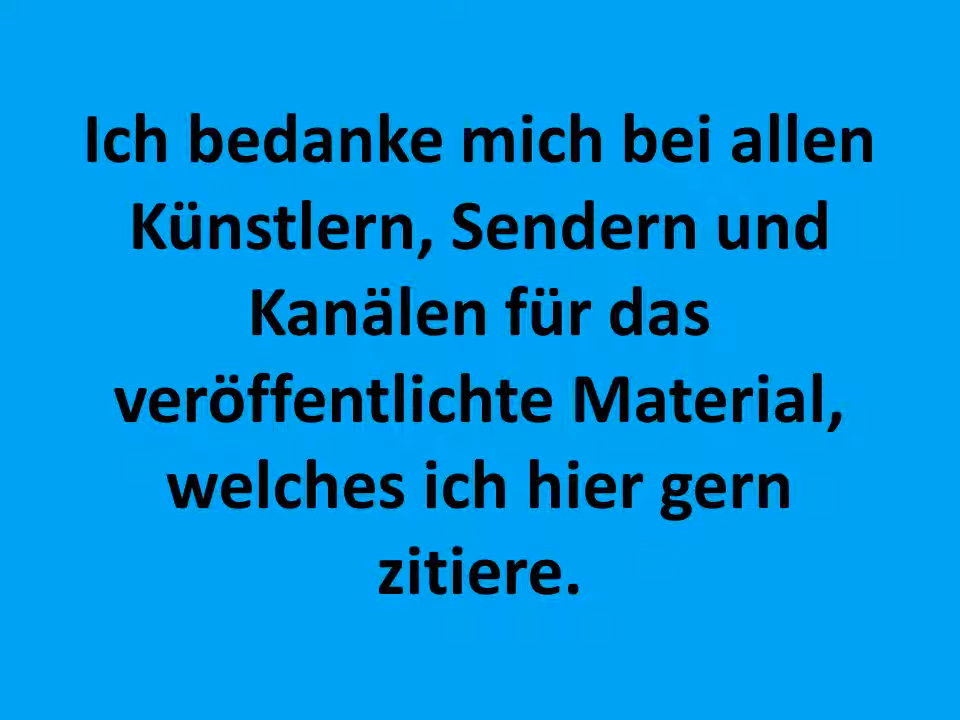 Ich bedanke mich bei allen
Künstlern, Sendern und
Kanälen für das
veröffentlichte Material,
welches ich hier gern
zitiere.